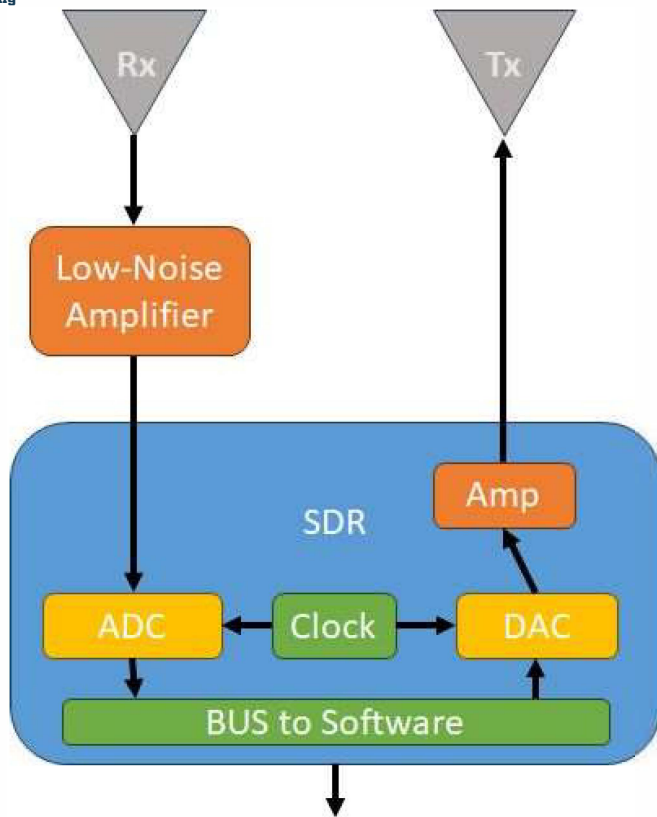 Rx
Tx
Low-Noise
Amplifier
Amp
SDR
ADC
Clock
DAC
BUS to Software